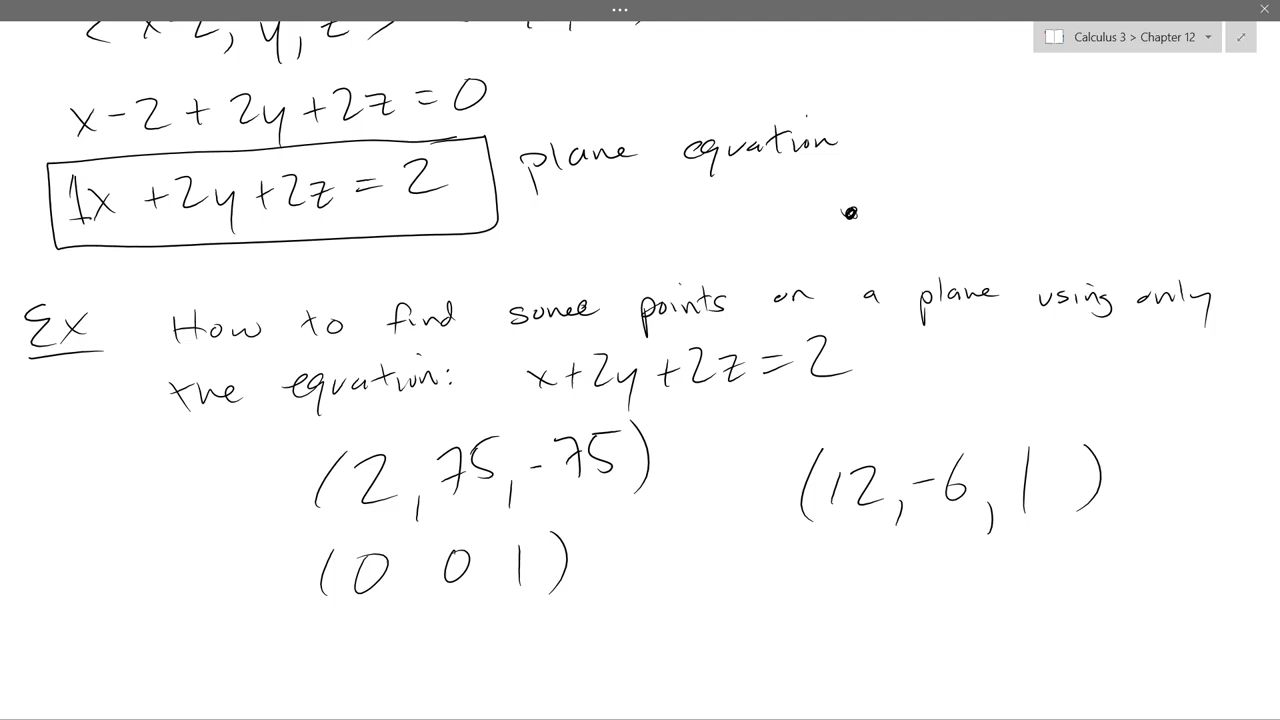 Calculus 3 > Chapter 12
x - 2 + 2y + 2z = 0
1x + 2y + 2z = 2 plane equation
Ex How to find some points on a plane using only
the equation: x + 2y + 2z = 2
(2, 75, -75) (12, -6, 1 )
(0 0 1)